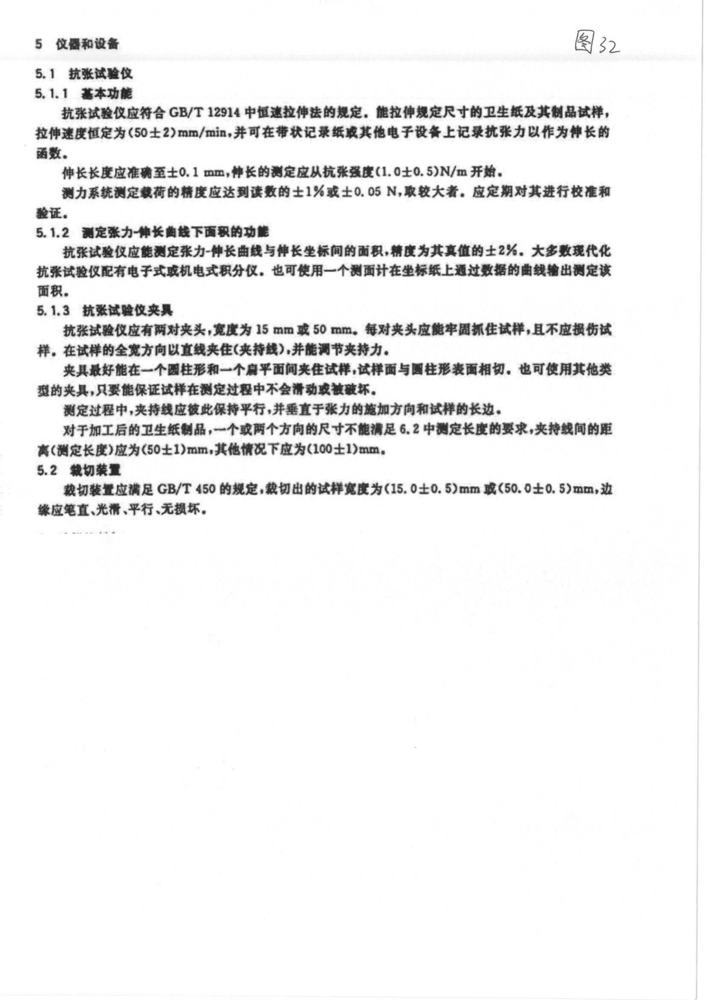 图32
5 仪器和设备
5.1 抗张试验仪
5.1.1 基本功能
抗张试验仪应符合 GB/T 12914 中恒速拉伸法的规定。能拉伸规定尺寸的卫生纸及其制品试样，
拉伸速度恒定为(50±2)mm/min,并可在带状记录纸或其他电子设备上记录抗张力以作为伸长的
函数。
伸长长度应准确至±0.1 mm,伸长的测定应从抗张强度(1.0±0.5)N/m 开始。
测力系统测定载荷的精度应达到读数的±1%或±0.05 N,取较大者。应定期对其进行校准和
验证。
5.1.2 测定张力-伸长曲线下面积的功能
抗张试验仪应能测定张力-伸长曲线与伸长坐标间的面积,精度为其真值的±2%。大多数现代化
抗张试验仪配有电子式或机电式积分仪。也可使用一个测面计在坐标纸上通过数据的曲线输出测定该
面积。
5.1.3 抗张试验仪夹具
抗张试验仪应有两对夹头,宽度为 15 mm 或 50 mm。每对夹头应能牢固抓住试样,且不应损伤试
样。在试样的全宽方向以直线夹住(夹持线),并能调节夹持力。
夹具最好能在一个圆柱形和一个扁平面间夹住试样,试样面与圆柱形表面相切。也可使用其他类
型的夹具,只要能保证试样在测定过程中不会滑动或被破坏。
测定过程中,夹持线应彼此保持平行,并垂直于张力的施加方向和试样的长边。
对于加工后的卫生纸制品,一个或两个方向的尺寸不能满足 6.2 中测定长度的要求,夹持线间的距
离(测定长度)应为(50±1)mm,其他情况下应为(100±1)mm。
5.2 裁切装置
裁切装置应满足 GB/T 450 的规定,裁切出的试样宽度为(15.0±0.5)mm 或(50.0±0.5)mm,边
缘应笔直、光滑、平行、无损坏。